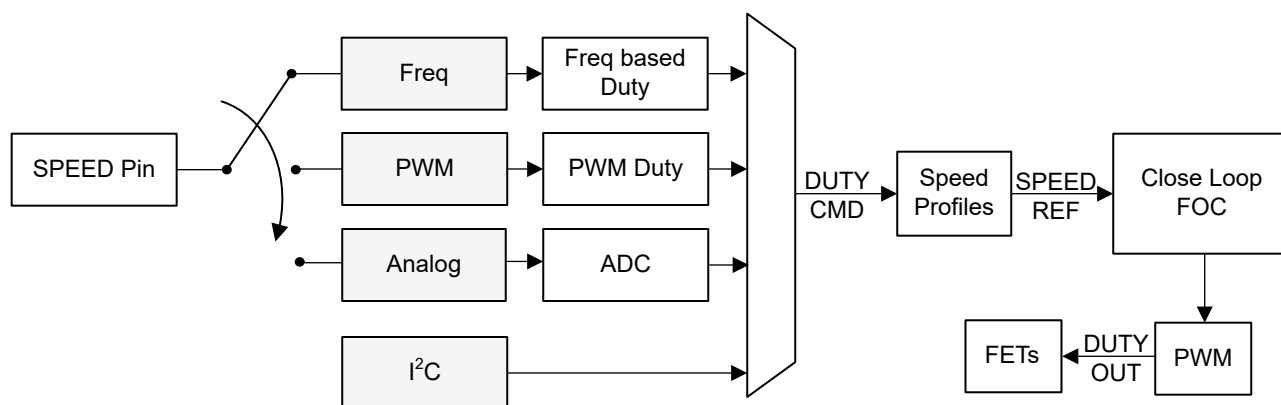 SPEED Pin
Freq
Freq based
Duty
PWM
PWM Duty
Analog
ADC
I²C
DUTY
CMD
Speed
Profiles
SPEED
REF
Close Loop
FOC
PWM
DUTY
OUT
FETs